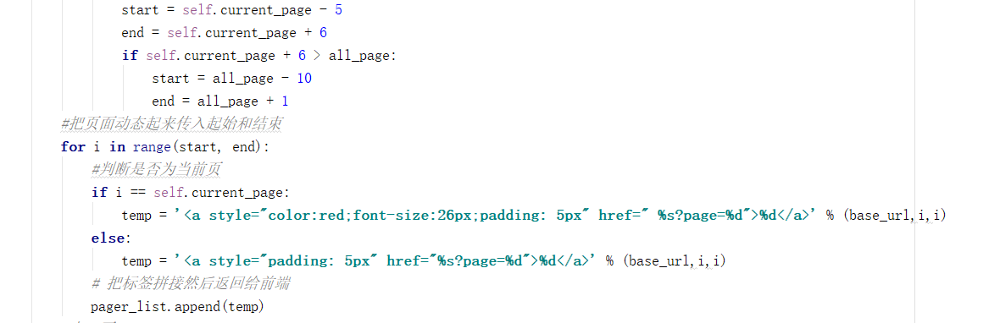 start = self.current_page - 5
end = self.current_page + 6
if self.current_page + 6 > all_page:
start = all_page - 10
end = all_page + 1
#把页面动态起来传入起始和结束
for i in range(start, end):
#判断是否为当前页
if i == self.current_page:
temp = '<a style="color:red;font-size:26px;padding: 5px" href=" %s?page=%d">%d</a>' % (base_url,i,i)
else:
temp = '<a style="padding: 5px" href="%s?page=%d">%d</a>' % (base_url,i,i)
# 把标签拼接然后返回给前端
pager_list.append(temp)